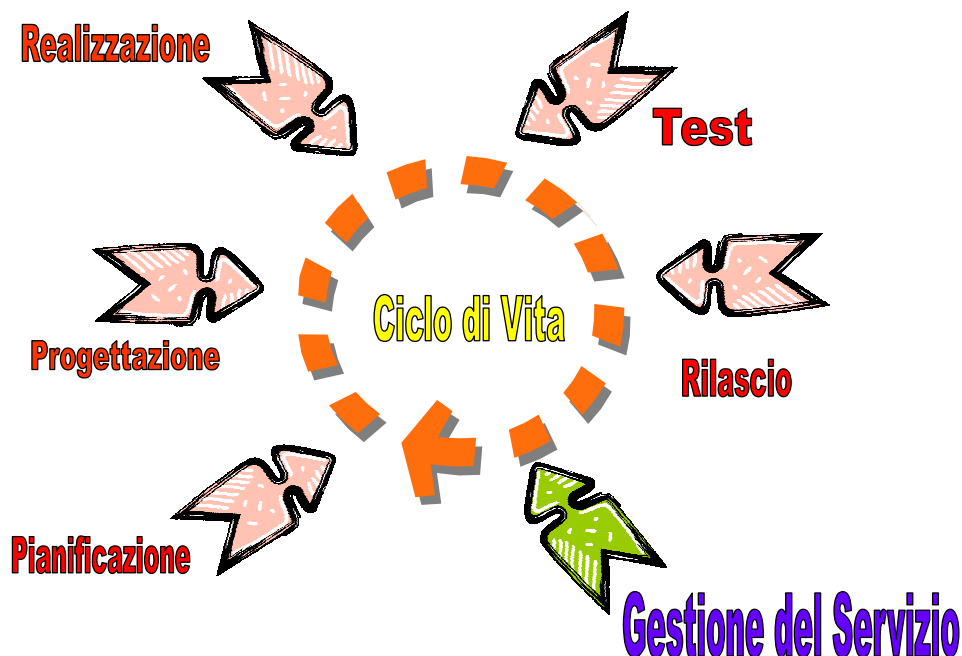 Realizzazione
Test
Ciclo di Vita
Progettazione
Rilascio
Pianificazione
Gestione del Servizio